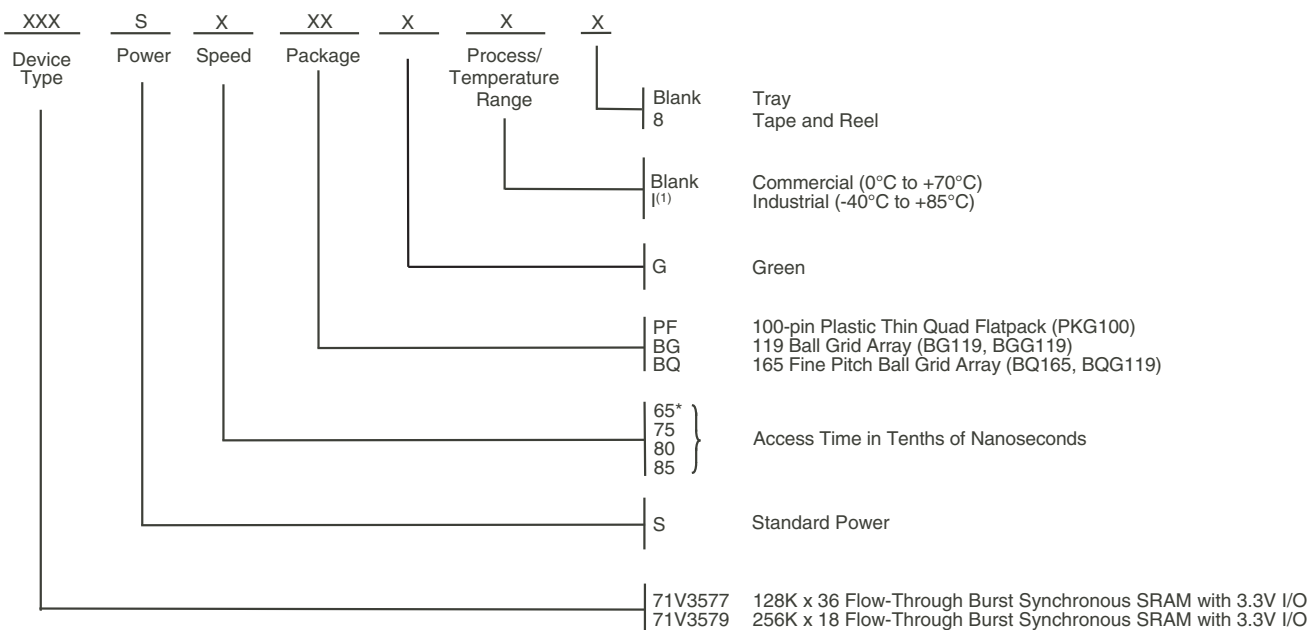 XXX S X XX X X X
Device Type
Power
Speed
Package
Process/
Temperature
Range
Blank Tray
8 Tape and Reel
Blank Commercial (0°C to +70°C)
I(1) Industrial (-40°C to +85°C)
G Green
PF 100-pin Plastic Thin Quad Flatpack (PKG100)
BG 119 Ball Grid Array (BG119, BGG119)
BQ 165 Fine Pitch Ball Grid Array (BQ165, BQG119)
65*
75
80
85
Access Time in Tenths of Nanoseconds
S Standard Power
71V3577 128K x 36 Flow-Through Burst Synchronous SRAM with 3.3V I/O
71V3579 256K x 18 Flow-Through Burst Synchronous SRAM with 3.3V I/O